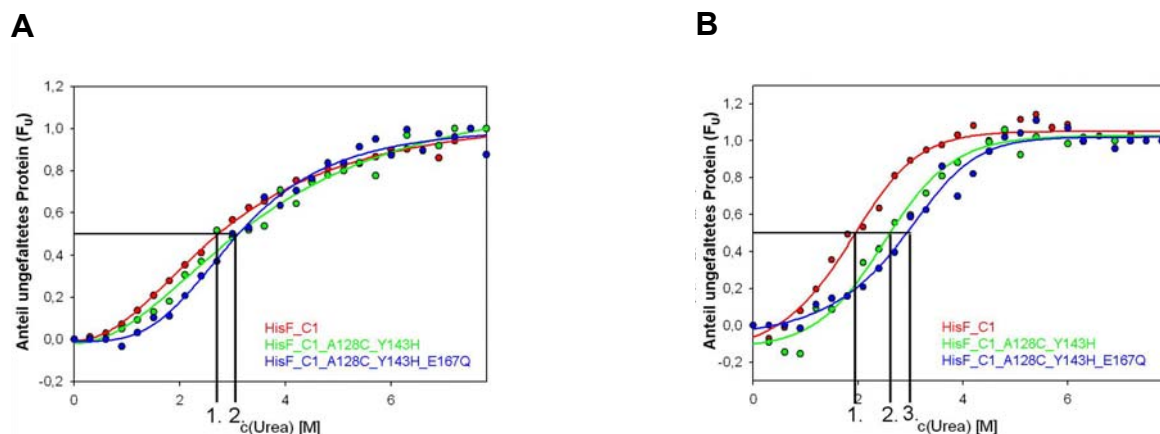 A
Anteil ungefaltetes Protein (Fᵤ)
1,2
1,0
0,8
0,6
0,4
0,2
0,0
-0,2
HisF_C1
HisF_C1_A128C_Y143H
HisF_C1_A128C_Y143H_E167Q
0
2
4
6
1.
2.
c(Urea) [M]
B
Anteil ungefaltetes Protein (Fᵤ)
1,2
1,0
0,8
0,6
0,4
0,2
0,0
-0,2
HisF_C1
HisF_C1_A128C_Y143H
HisF_C1_A128C_Y143H_E167Q
0
2
4
6
1.
2.
3.
c(Urea) [M]